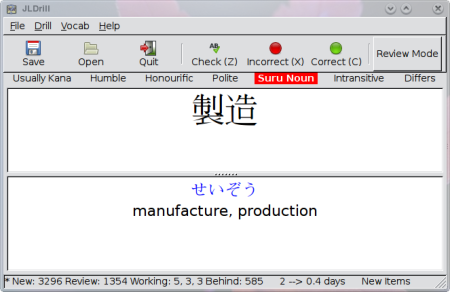 JLDrill
File Drill Vocab Help
Save Open Quit Check (Z) Incorrect (X) Correct (C) Review Mode
Usually Kana Humble Honourific Polite Suru Noun Intransitive Differs
製造
せいぞう
manufacture, production
* New: 3296 Review: 1354 Working: 5, 3, 3 Behind: 585 2 --> 0.4 days New Items